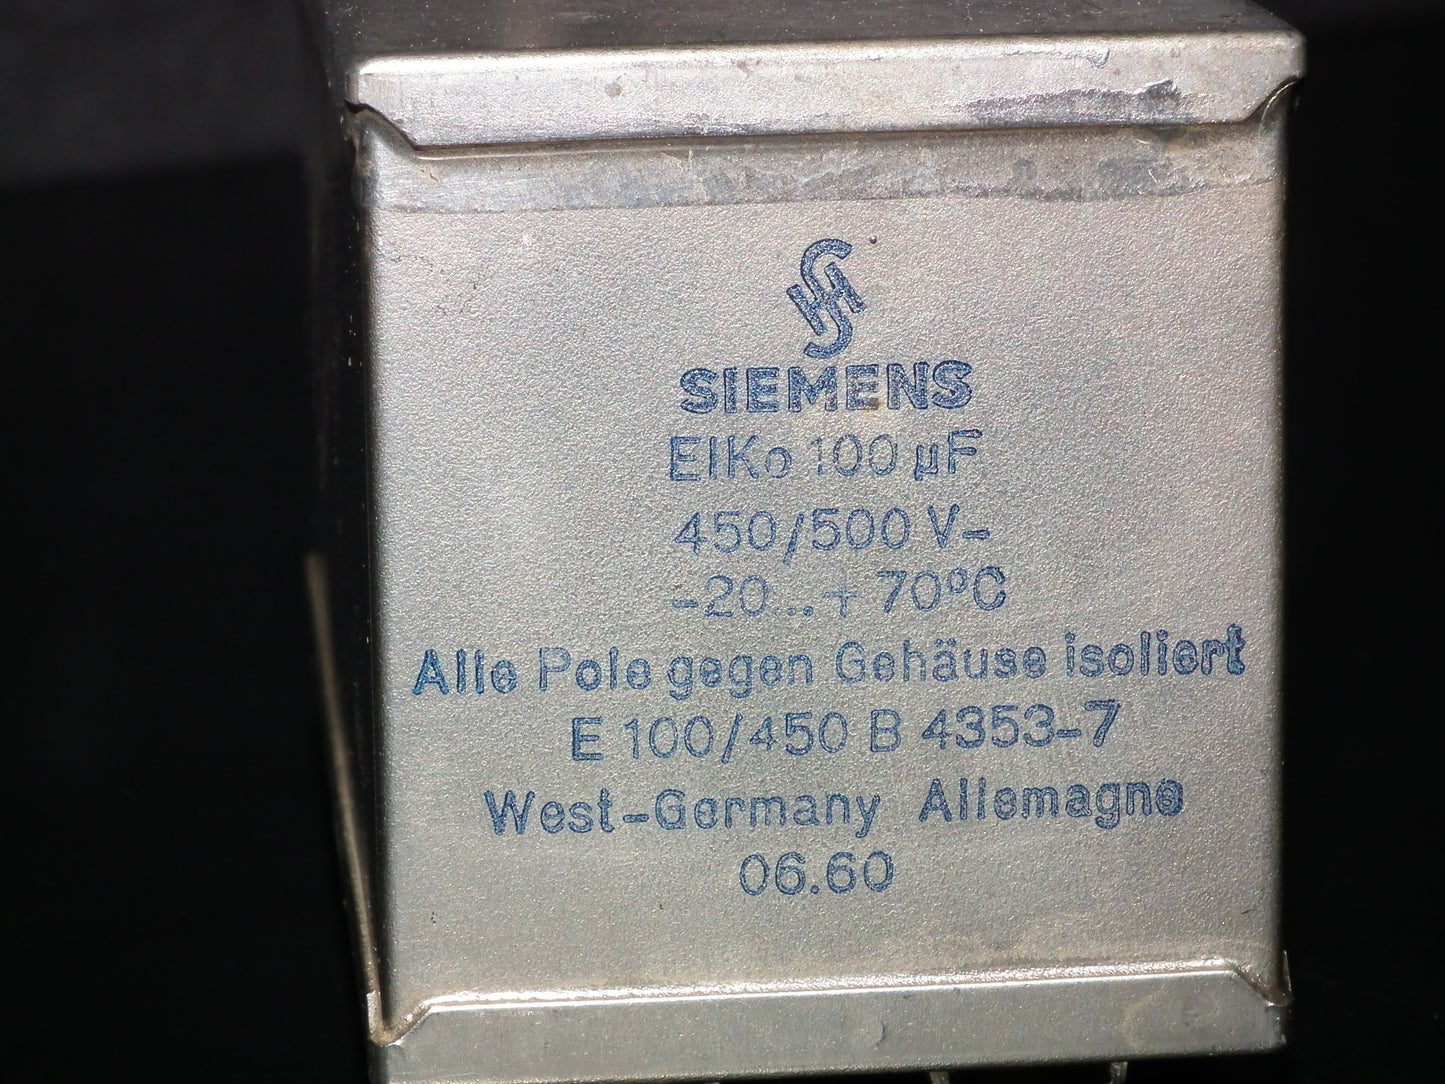 SH
SIEMENS
ElKo 100 µF
450/500 V-
-20...+70°C
Alle Pole gegen Gehäuse isoliert
E 100/450 B 4353-7
West-Germany Allemagne
06.60